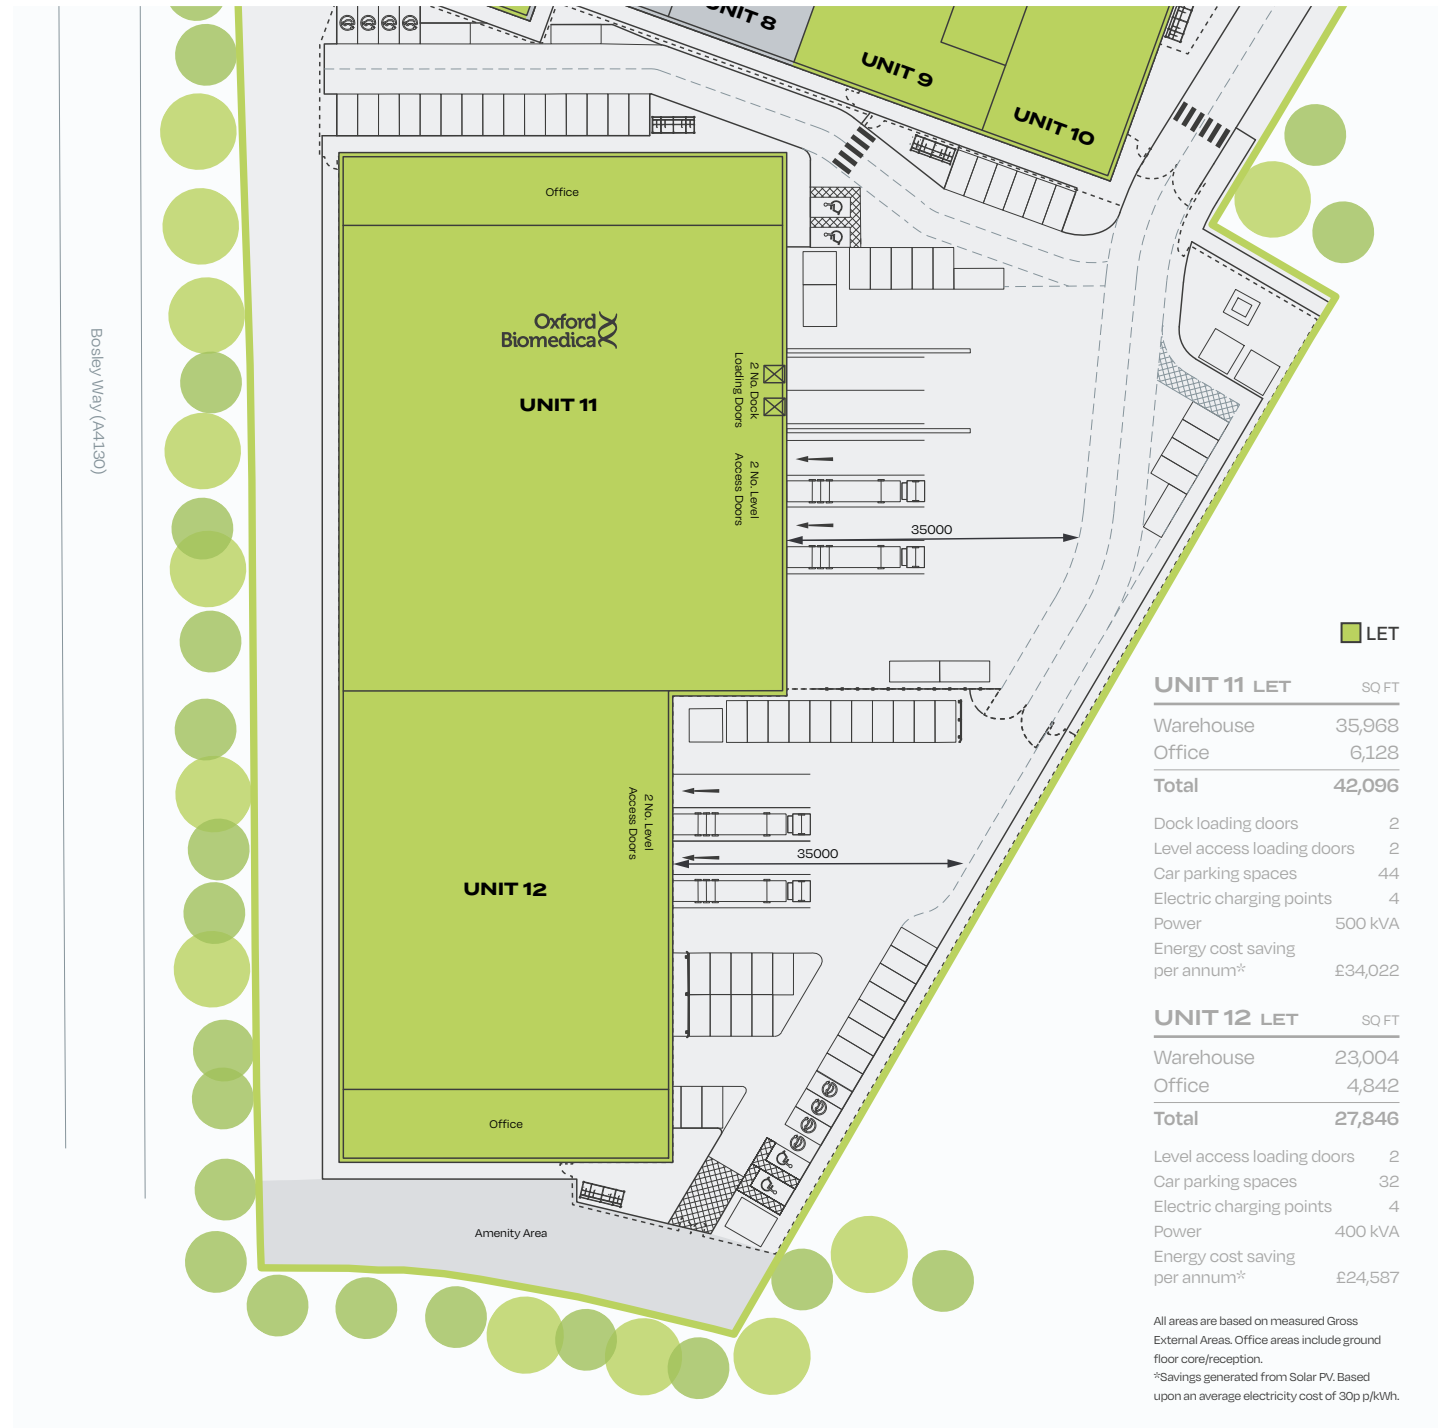 UNIT 8
UNIT 9
UNIT 10
Office
Oxford
Biomedica
UNIT 11
2 No. Dock
Loading Doors
2 No. Level
Access Doors
35000
Bosley Way (A4130)
2 No. Level
Access Doors
35000
UNIT 12
Office
Amenity Area
LET
UNIT 11 LET SQ FT
Warehouse 35,968
Office 6,128
Total 42,096
Dock loading doors 2
Level access loading doors 2
Car parking spaces 44
Electric charging points 4
Power 500 kVA
Energy cost saving
per annum* £34,022
UNIT 12 LET SQ FT
Warehouse 23,004
Office 4,842
Total 27,846
Level access loading doors 2
Car parking spaces 32
Electric charging points 4
Power 400 kVA
Energy cost saving
per annum* £24,587
All areas are based on measured Gross
External Areas. Office areas include ground
floor core/reception.
*Savings generated from Solar PV. Based
upon an average electricity cost of 30p p/kWh.